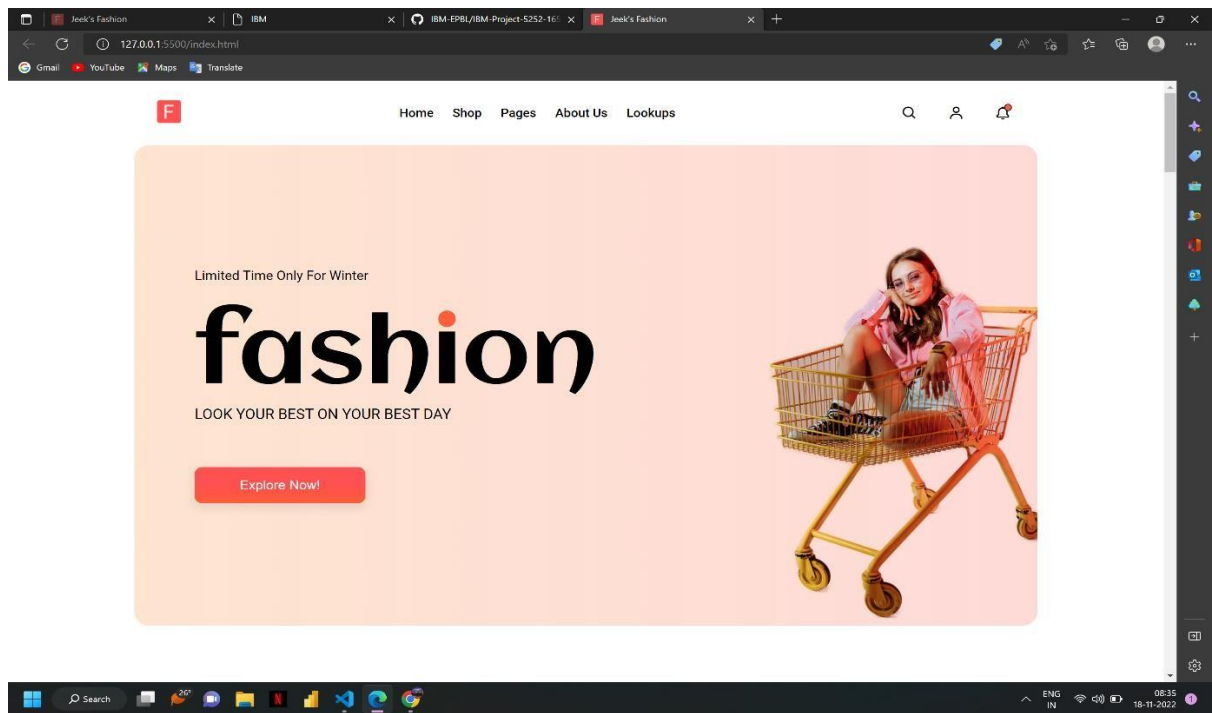 Jeek's Fashion
IBM
IBM-EPBL/IBM-Project-5252-165
Jeek's Fashion
127.0.0.1:5500/index.html
Gmail YouTube Maps Translate
F Home Shop Pages About Us Lookups
Limited Time Only For Winter
fashion
LOOK YOUR BEST ON YOUR BEST DAY
Explore Now!
Search
26°
ENG
IN
08:35
18-11-2022
1